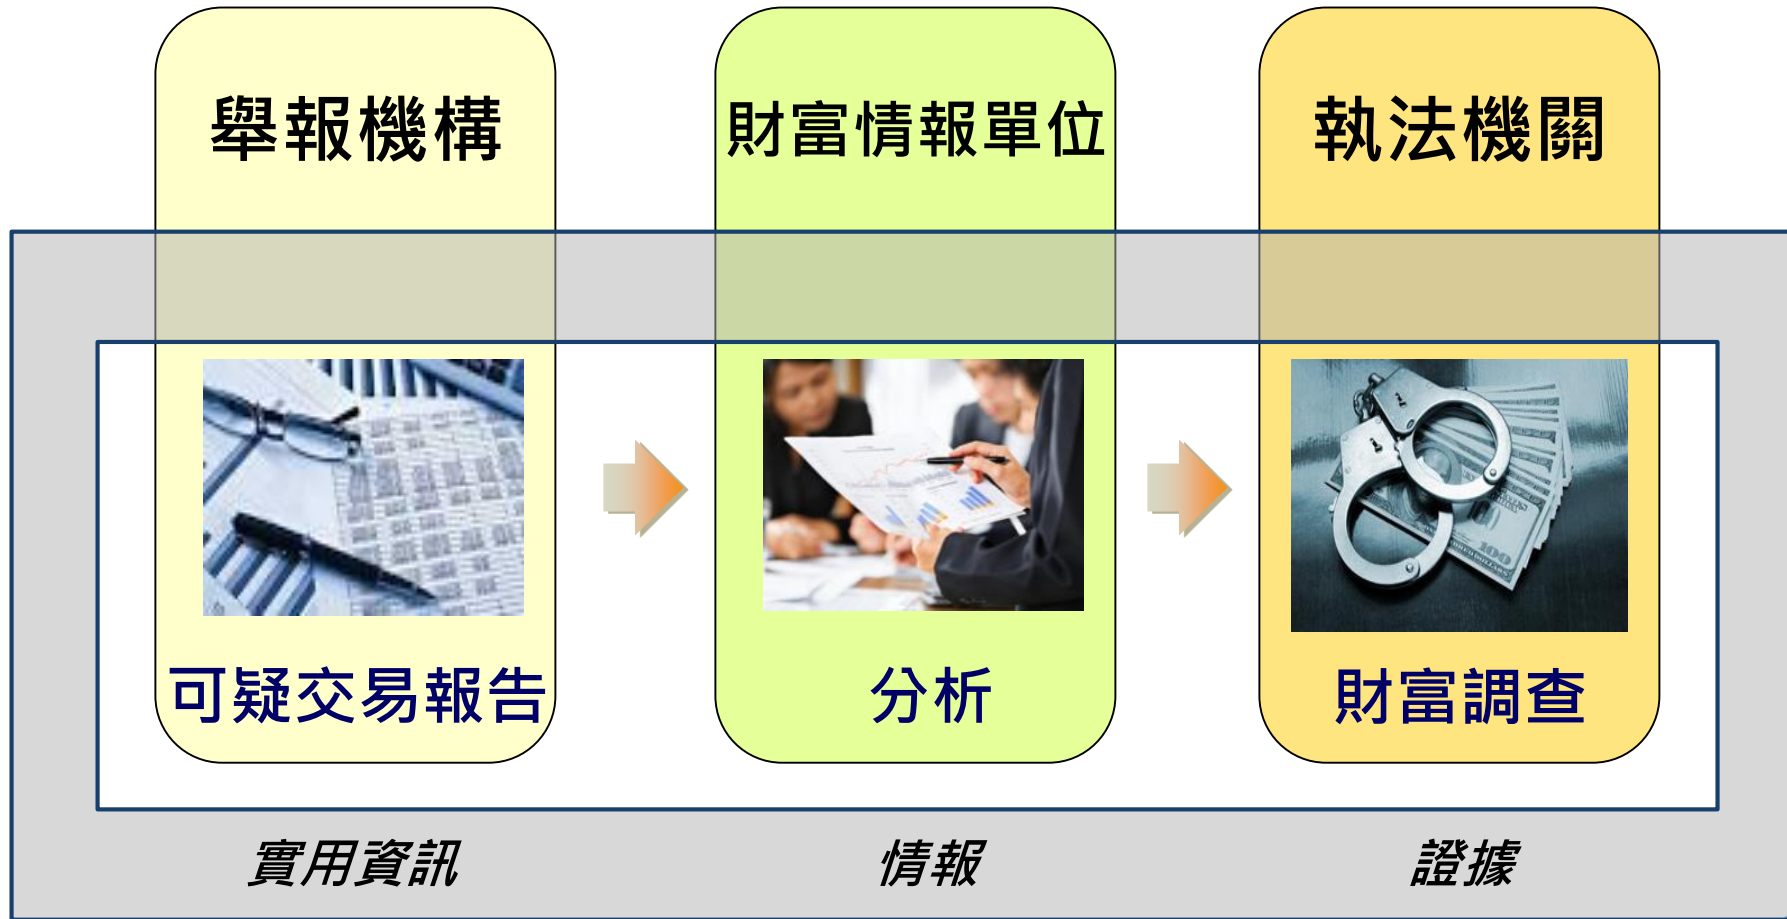 舉報機構
財富情報單位
執法機關
可疑交易報告
分析
財富調查
實用資訊
情報
證據